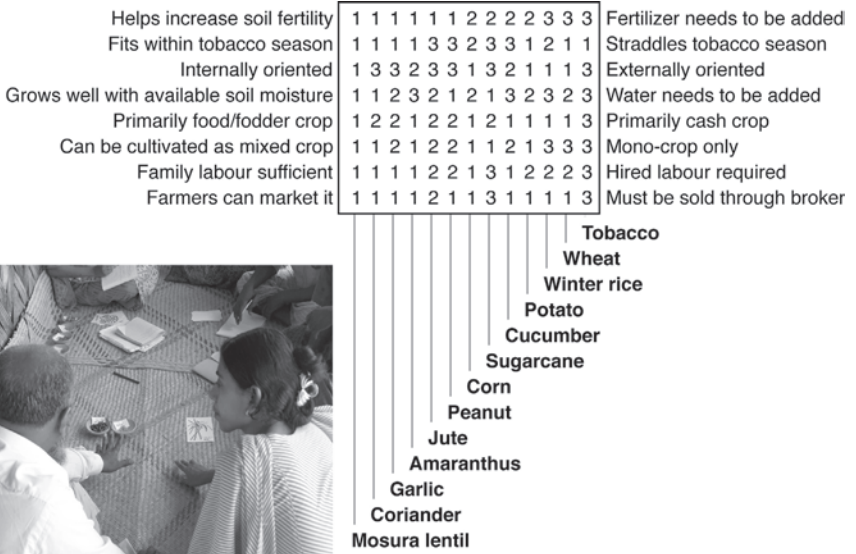 Helps increase soil fertility 1 1 1 1 1 1 2 2 2 2 3 3 3 Fertilizer needs to be added
Fits within tobacco season 1 1 1 1 3 3 2 3 3 1 2 1 1 Straddles tobacco season
Internally oriented 1 3 3 2 3 3 1 3 2 1 1 1 3 Externally oriented
Grows well with available soil moisture 1 1 2 3 2 1 2 1 3 2 3 2 3 Water needs to be added
Primarily food/fodder crop 1 2 2 1 2 2 1 2 1 1 1 1 3 Primarily cash crop
Can be cultivated as mixed crop 1 1 2 1 2 2 1 1 2 1 3 3 3 Mono-crop only
Family labour sufficient 1 1 1 1 2 2 1 3 1 2 2 2 3 Hired labour required
Farmers can market it 1 1 1 1 2 1 1 3 1 1 1 1 3 Must be sold through broker
Tobacco
Wheat
Winter rice
Potato
Cucumber
Sugarcane
Corn
Peanut
Jute
Amaranthus
Garlic
Coriander
Mosura lentil